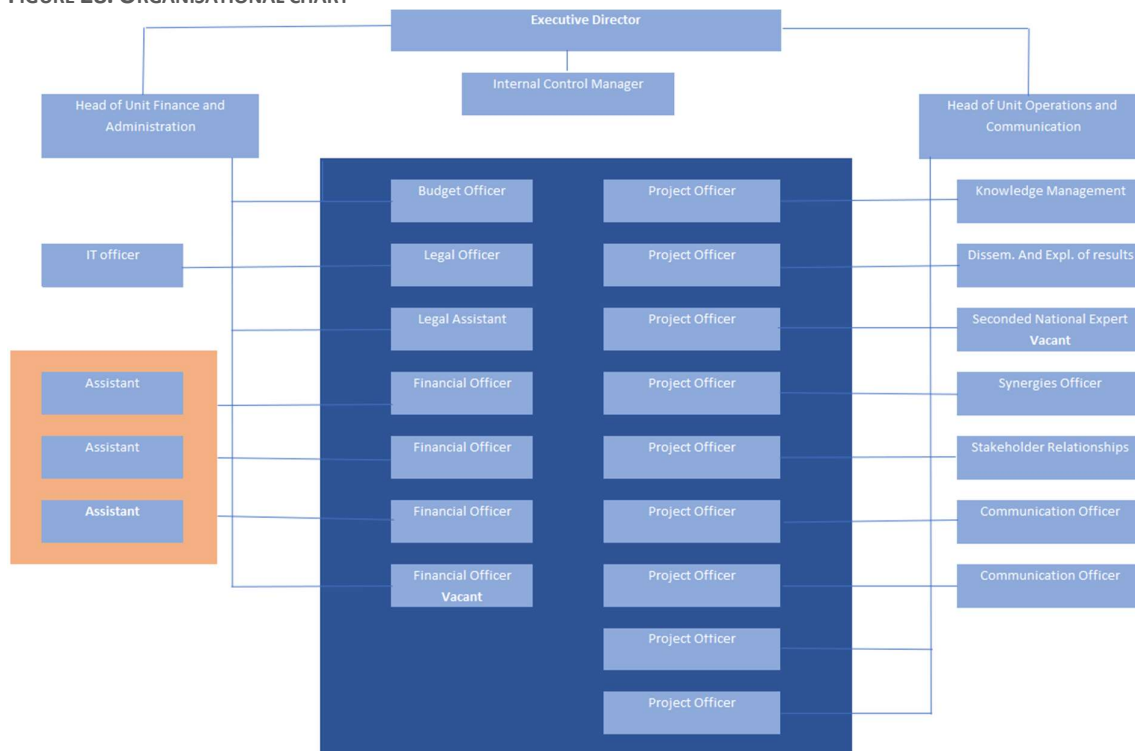 FIGURE 28. ORGANISATIONAL CHART
Executive Director
Internal Control Manager
Head of Unit Finance and
Administration
Head of Unit Operations and
Communication
Budget Officer
Project Officer
Knowledge Management
IT officer
Legal Officer
Project Officer
Dissem. And Expl. of results
Legal Assistant
Project Officer
Seconded National Expert
Vacant
Assistant
Financial Officer
Project Officer
Synergies Officer
Assistant
Financial Officer
Project Officer
Stakeholder Relationships
Assistant
Financial Officer
Project Officer
Communication Officer
Financial Officer
Vacant
Project Officer
Communication Officer
Project Officer
Project Officer